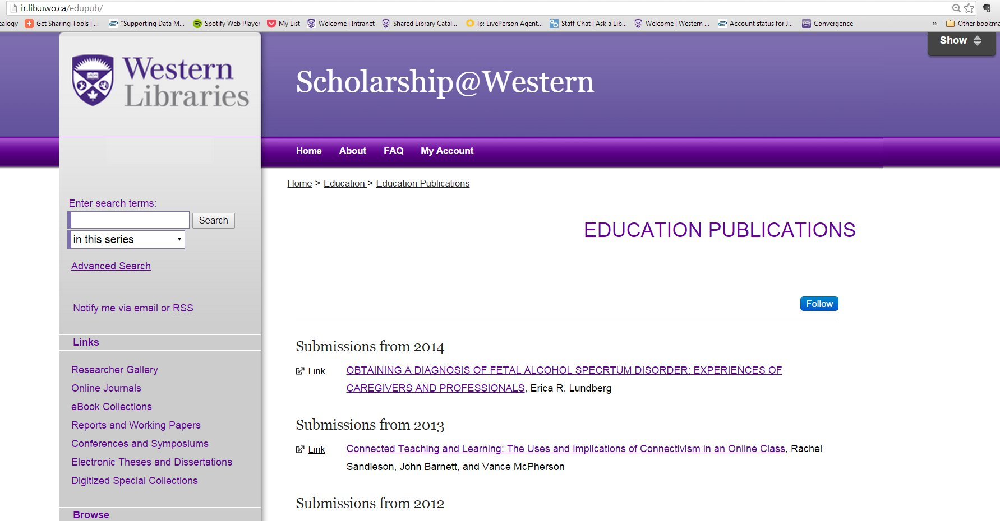 ir.lib.uwo.ca/edupub/
ealogy Get Sharing Tools | ... "Supporting Data M... Spotify Web Player My List Welcome | Intranet Shared Library Catal... lp: LivePerson Agent... Staff Chat | Ask a Lib... Welcome | Western ... Account status for J... Convergence » Other bookma
Show
Western
Libraries
Scholarship@Western
Home About FAQ My Account
Home > Education > Education Publications
Enter search terms:
Search
in this series
Advanced Search
Notify me via email or RSS
Links
Researcher Gallery
Online Journals
eBook Collections
Reports and Working Papers
Conferences and Symposiums
Electronic Theses and Dissertations
Digitized Special Collections
Browse
EDUCATION PUBLICATIONS
Follow
Submissions from 2014
Link OBTAINING A DIAGNOSIS OF FETAL ALCOHOL SPECRTUM DISORDER: EXPERIENCES OF
CAREGIVERS AND PROFESSIONALS, Erica R. Lundberg
Submissions from 2013
Link Connected Teaching and Learning: The Uses and Implications of Connectivism in an Online Class, Rachel
Sandieson, John Barnett, and Vance McPherson
Submissions from 2012